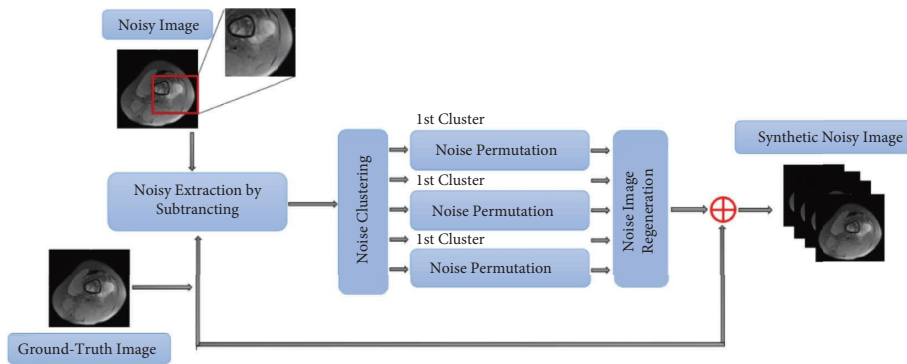 Noisy Image
1st Cluster
Noise Permutation
1st Cluster
Noise Permutation
1st Cluster
Noise Permutation
Noisy Extraction by
Subtrancting
Noise Clustering
Noise Image
Regeneration
Synthetic Noisy Image
Ground-Truth Image